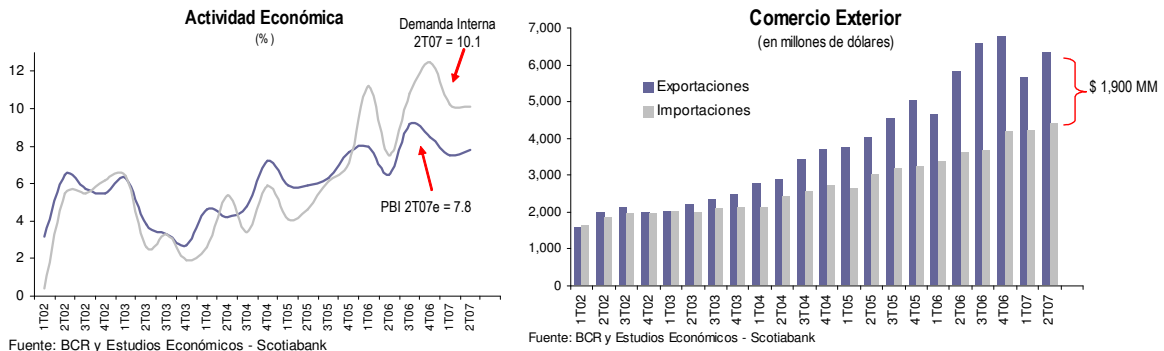 Actividad Económica
(%)
Demanda Interna
2T07 = 10.1
12
10
8
6
4
2
0
PBI 2T07e = 7.8
1T02
2T02
3T02
4T02
1T03
2T03
3T03
4T03
1T04
2T04
3T04
4T04
1T05
2T05
3T05
4T05
1T06
2T06
3T06
4T06
1T07
2T07
Fuente: BCR y Estudios Económicos - Scotiabank
Comercio Exterior
(en millones de dólares)
7,000
6,000
5,000
4,000
3,000
2,000
1,000
0
Exportaciones
Importaciones
$ 1,900 MM
1T02
2T02
3T02
4T02
1T03
2T03
3T03
4T03
1T04
2T04
3T04
4T04
1T05
2T05
3T05
4T05
1T06
2T06
3T06
4T06
1T07
2T07
Fuente: BCR y Estudios Económicos - Scotiabank